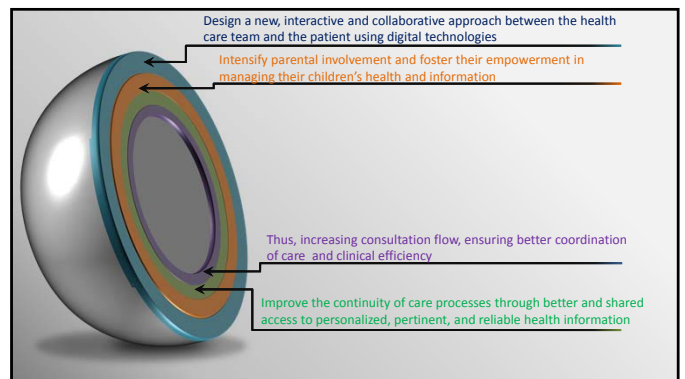 Design a new, interactive and collaborative approach between the health
care team and the patient using digital technologies
Intensify parental involvement and foster their empowerment in
managing their children's health and information
Thus, increasing consultation flow, ensuring better coordination
of care and clinical efficiency
Improve the continuity of care processes through better and shared
access to personalized, pertinent, and reliable health information